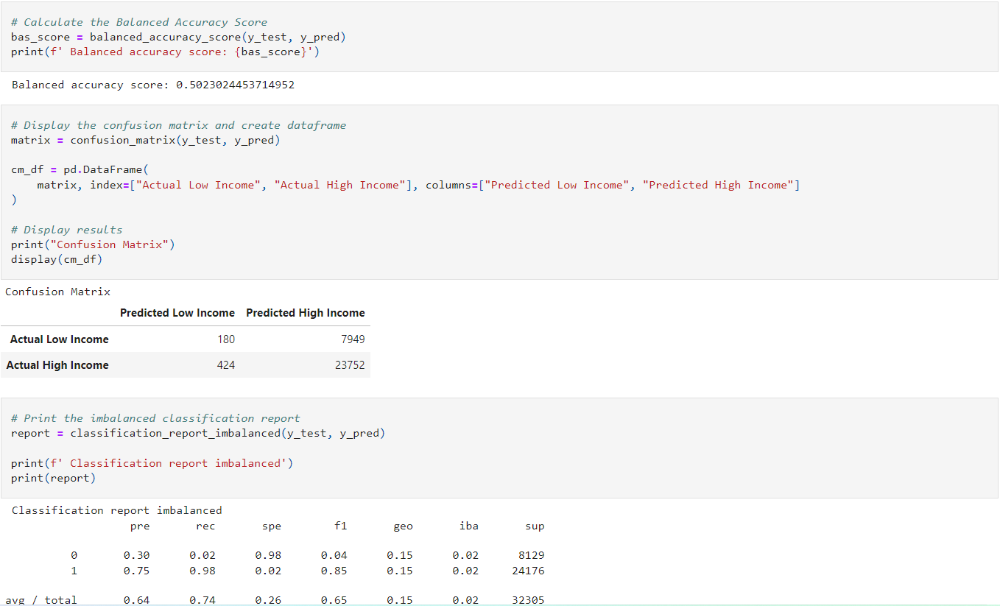 # Calculate the Balanced Accuracy Score
bas_score = balanced_accuracy_score(y_test, y_pred)
print(f' Balanced accuracy score: {bas_score}')
Balanced accuracy score: 0.5023024453714952
# Display the confusion matrix and create dataframe
matrix = confusion_matrix(y_test, y_pred)
cm_df = pd.DataFrame(
matrix, index=["Actual Low Income", "Actual High Income"], columns=["Predicted Low Income", "Predicted High Income"]
)
# Display results
print("Confusion Matrix")
display(cm_df)
Confusion Matrix
Predicted Low Income Predicted High Income
Actual Low Income 180 7949
Actual High Income 424 23752
# Print the imbalanced classification report
report = classification_report_imbalanced(y_test, y_pred)
print(f' Classification report imbalanced')
print(report)
Classification report imbalanced
pre rec spe f1 geo iba sup
0 0.30 0.02 0.98 0.04 0.15 0.02 8129
1 0.75 0.98 0.02 0.85 0.15 0.02 24176
avg / total 0.64 0.74 0.26 0.65 0.15 0.02 32305